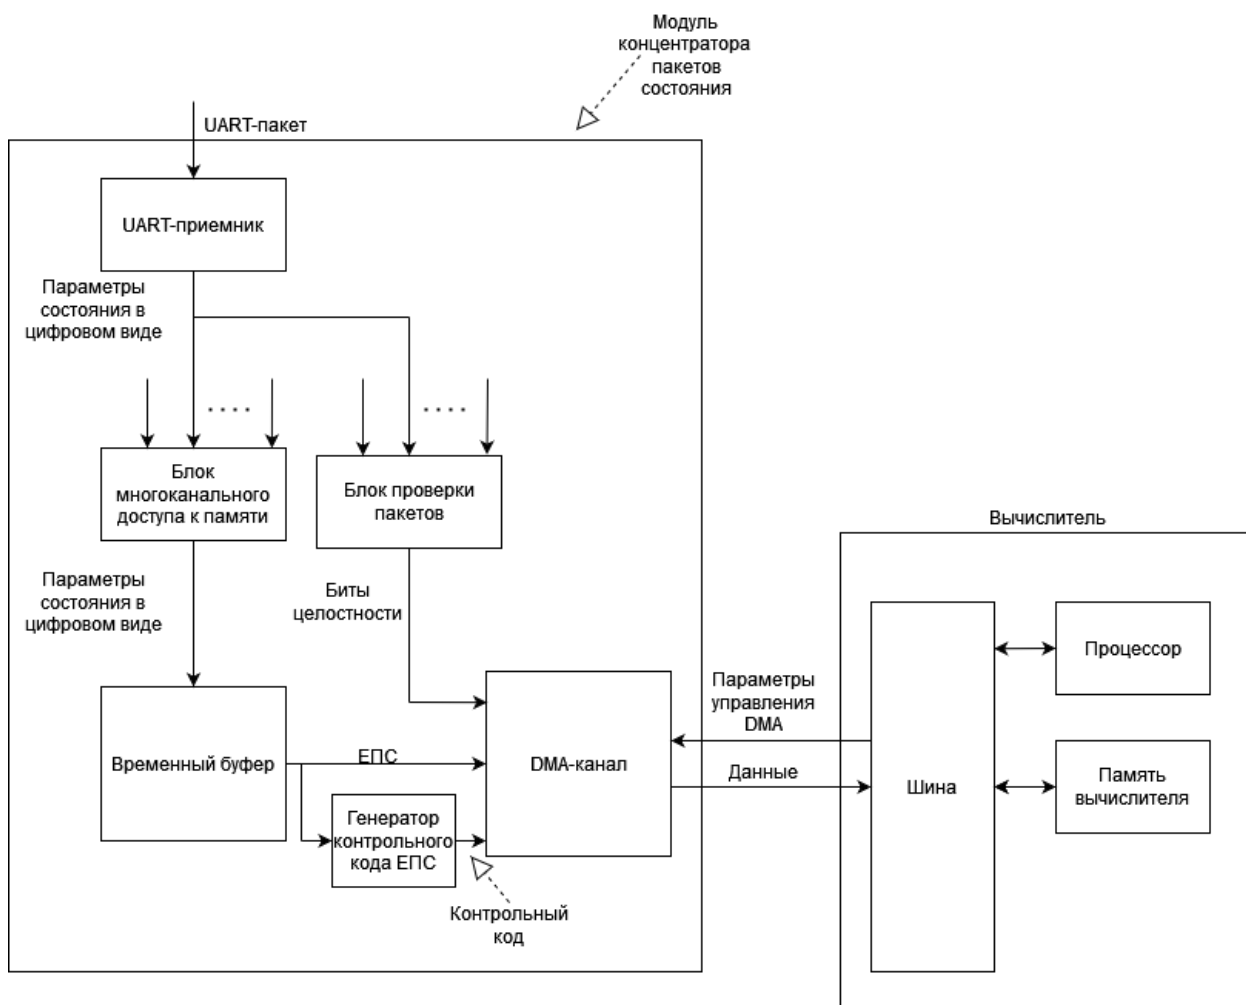 Модуль
концентратора
пакетов
состояния
UART-пакет
UART-приемник
Параметры
состояния в
цифровом виде
....
....
Блок
многоканального
доступа к памяти
Блок проверки
пакетов
Вычислитель
Параметры
состояния в
цифровом виде
Биты
целостности
Процессор
Параметры
управления
DMA
Временный буфер
ЕПС
DMA-канал
Данные
Шина
Память
вычислителя
Генератор
контрольного
кода ЕПС
Контрольный
код